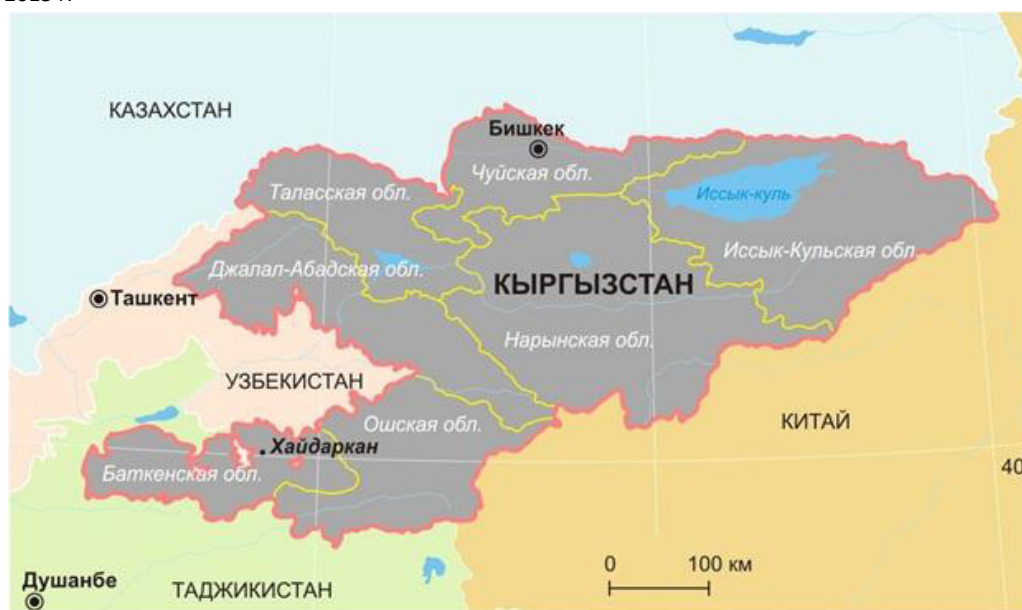 КАЗАХСТАН
Бишкек
Чуйская обл.
Таласская обл.
Иссык-куль
Джалал-Абадская обл.
Иссык-Кульская обл
КЫРГЫЗСТАН
Ташкент
Нарынская обл.
УЗБЕКИСТАН
Ошская обл.
КИТАЙ
Хайдаркан
Баткенская обл.
40
0 100 км
Душанбе
ТАДЖИКИСТАН